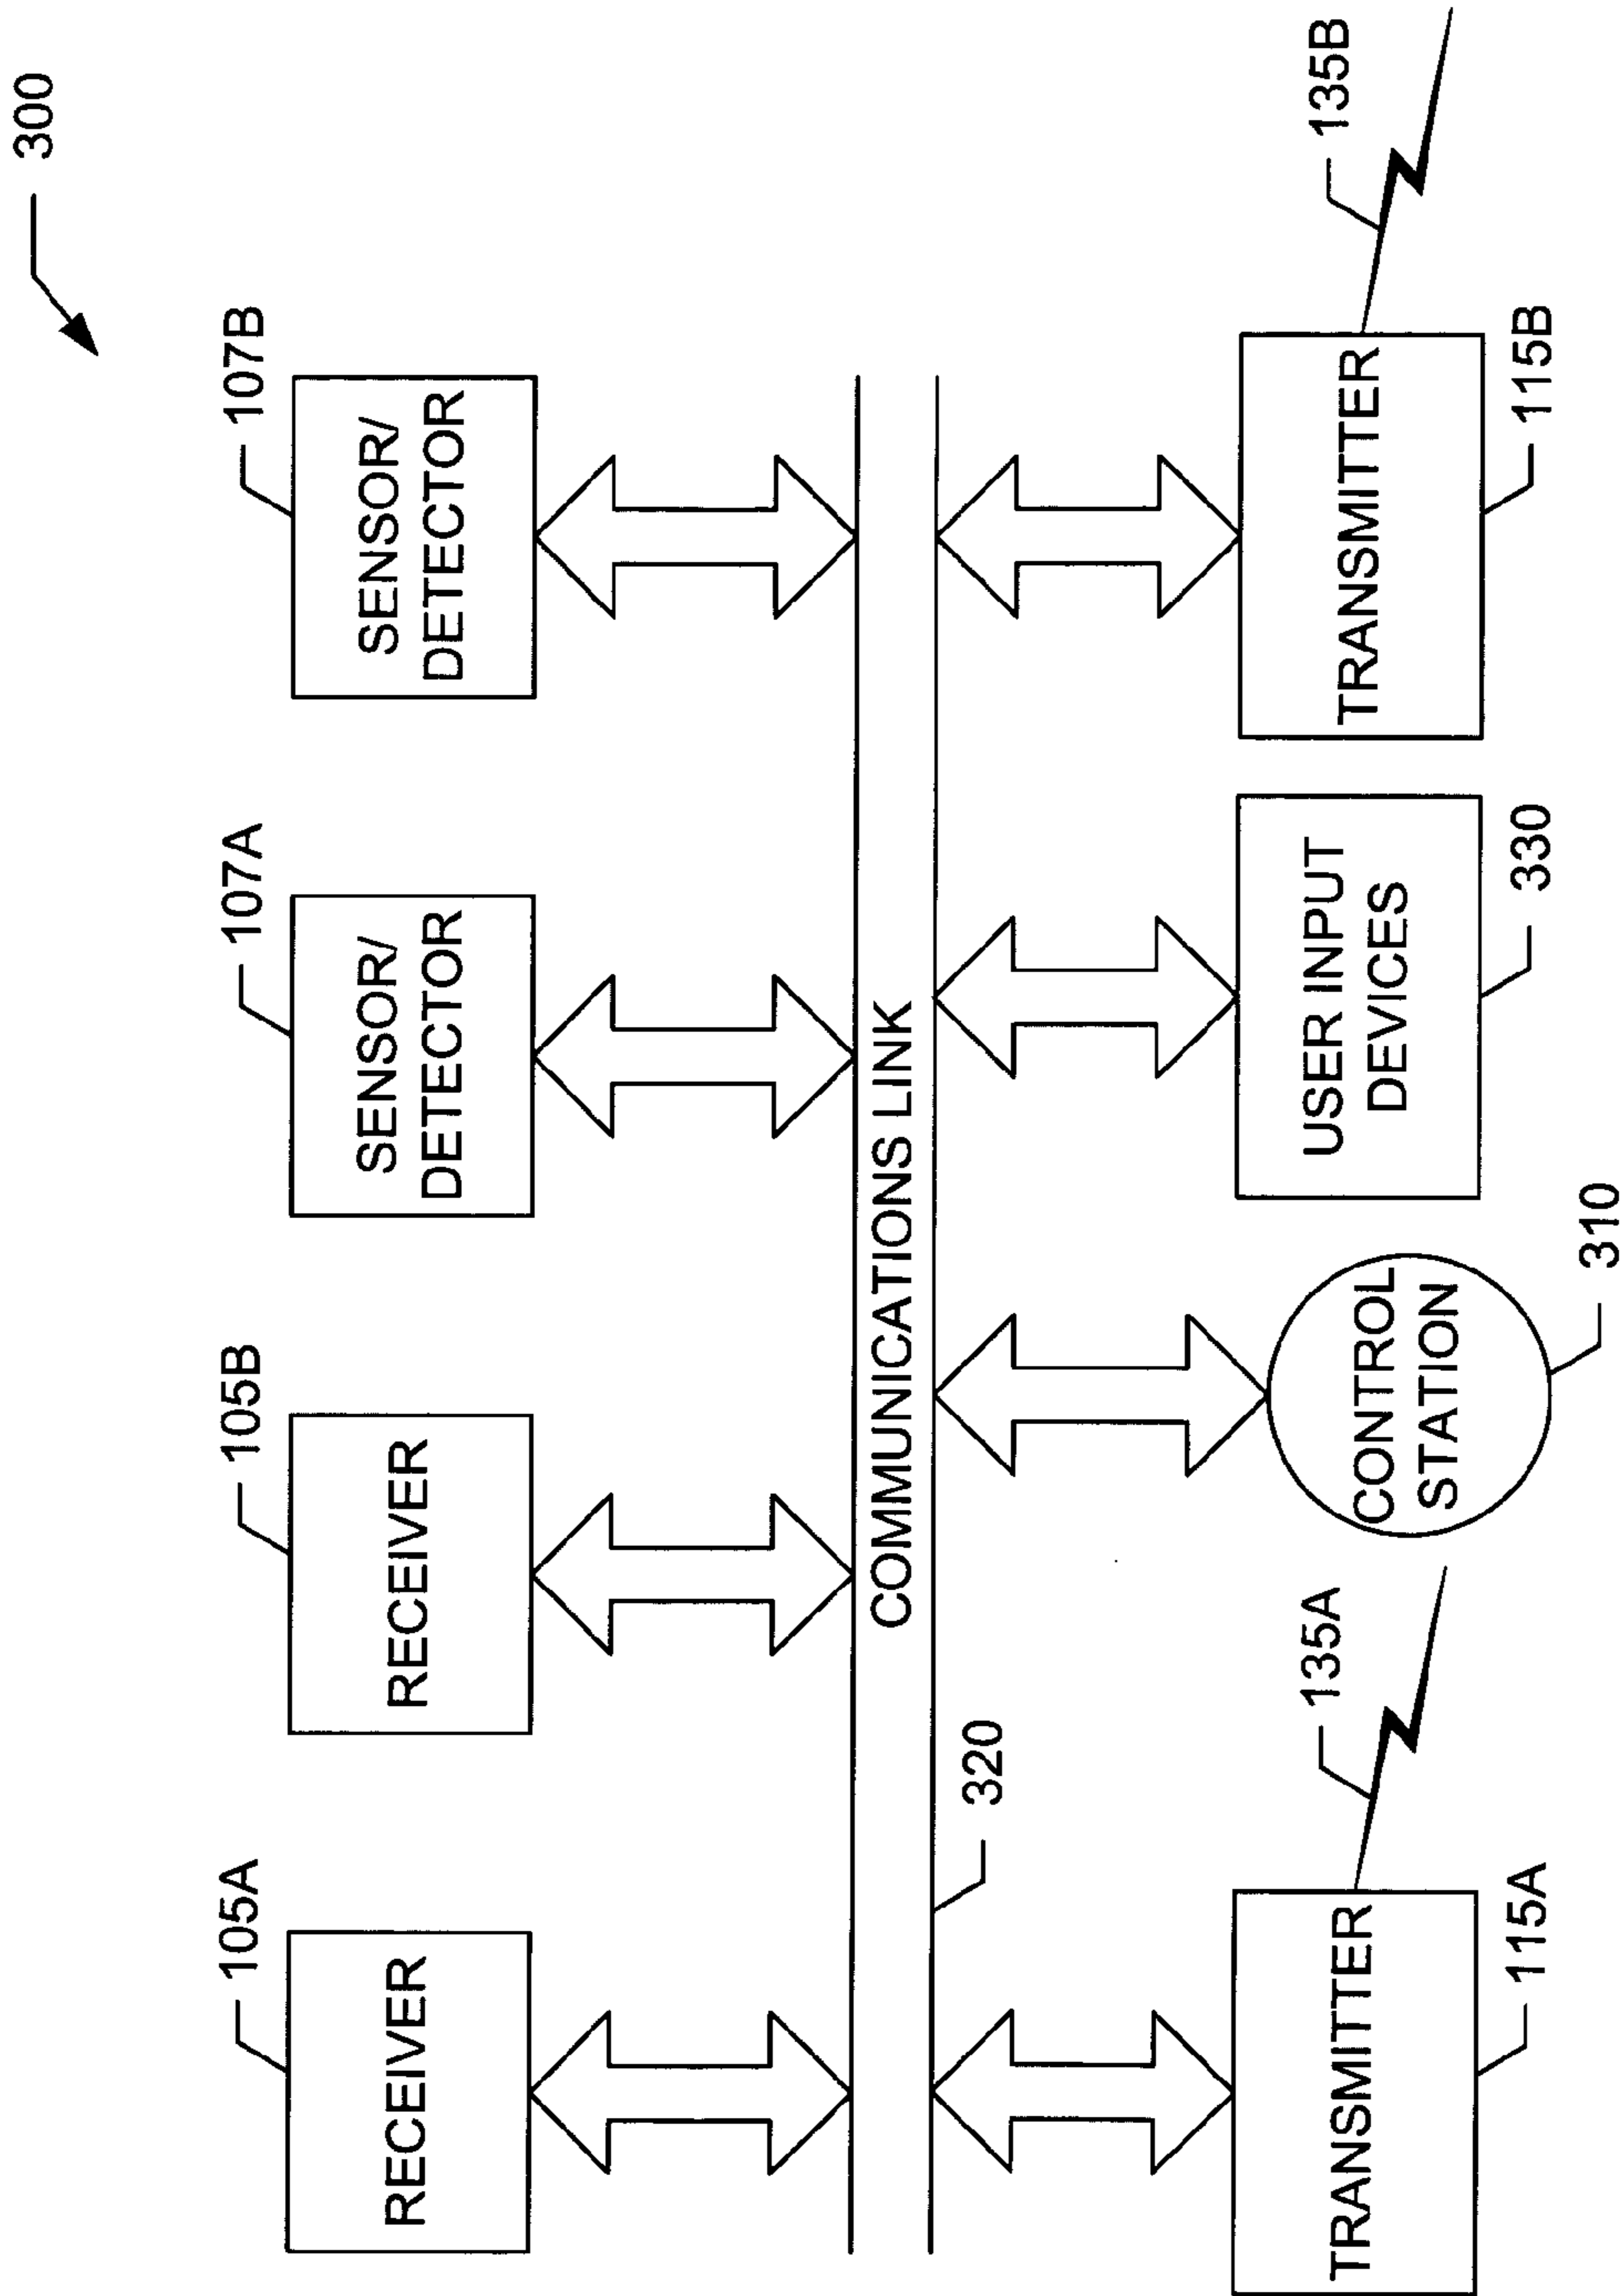 300
105A
105B
107A
107B
RECEIVER
RECEIVER
SENSOR/
DETECTOR
SENSOR/
DETECTOR
COMMUNICATIONS LINK
320
135A
135B
TRANSMITTER
CONTROL
STATION
USER INPUT
DEVICES
TRANSMITTER
115A
310
330
115B